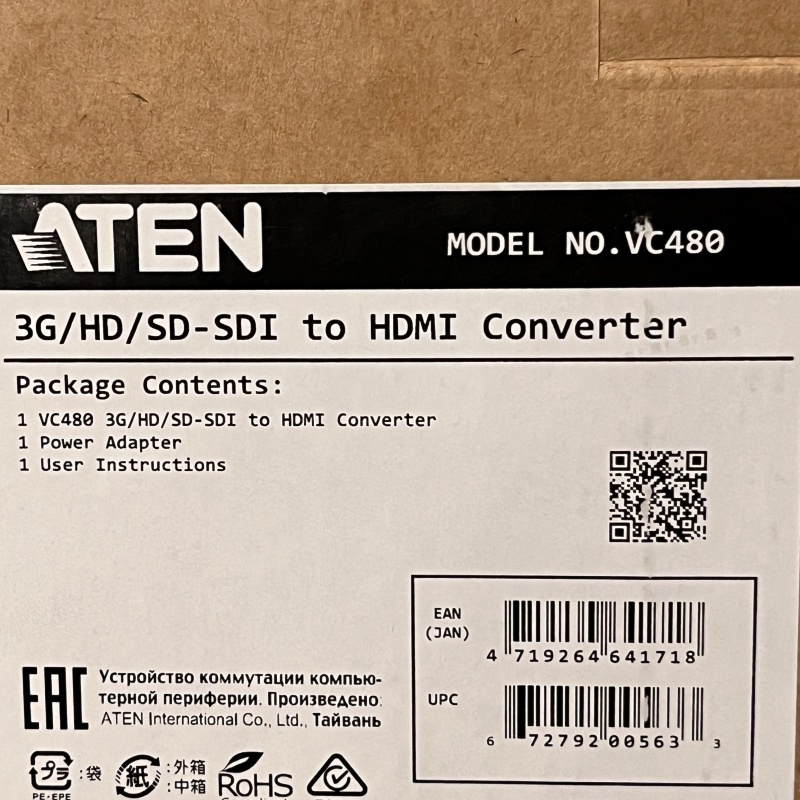 ATEN
MODEL NO.VC480
3G/HD/SD-SDI to HDMI Converter
Package Contents:
1 VC480 3G/HD/SD-SDI to HDMI Converter
1 Power Adapter
1 User Instructions
EAN
(JAN)
4 719264 641718
UPC
6 72792 00563 3
EAC
Устройство коммутации компью-
терной периферии. Произведено:
ATEN International Co., Ltd., Тайвань
プラ :袋
PE·EPE
紙 :外箱
:中箱
RoHS